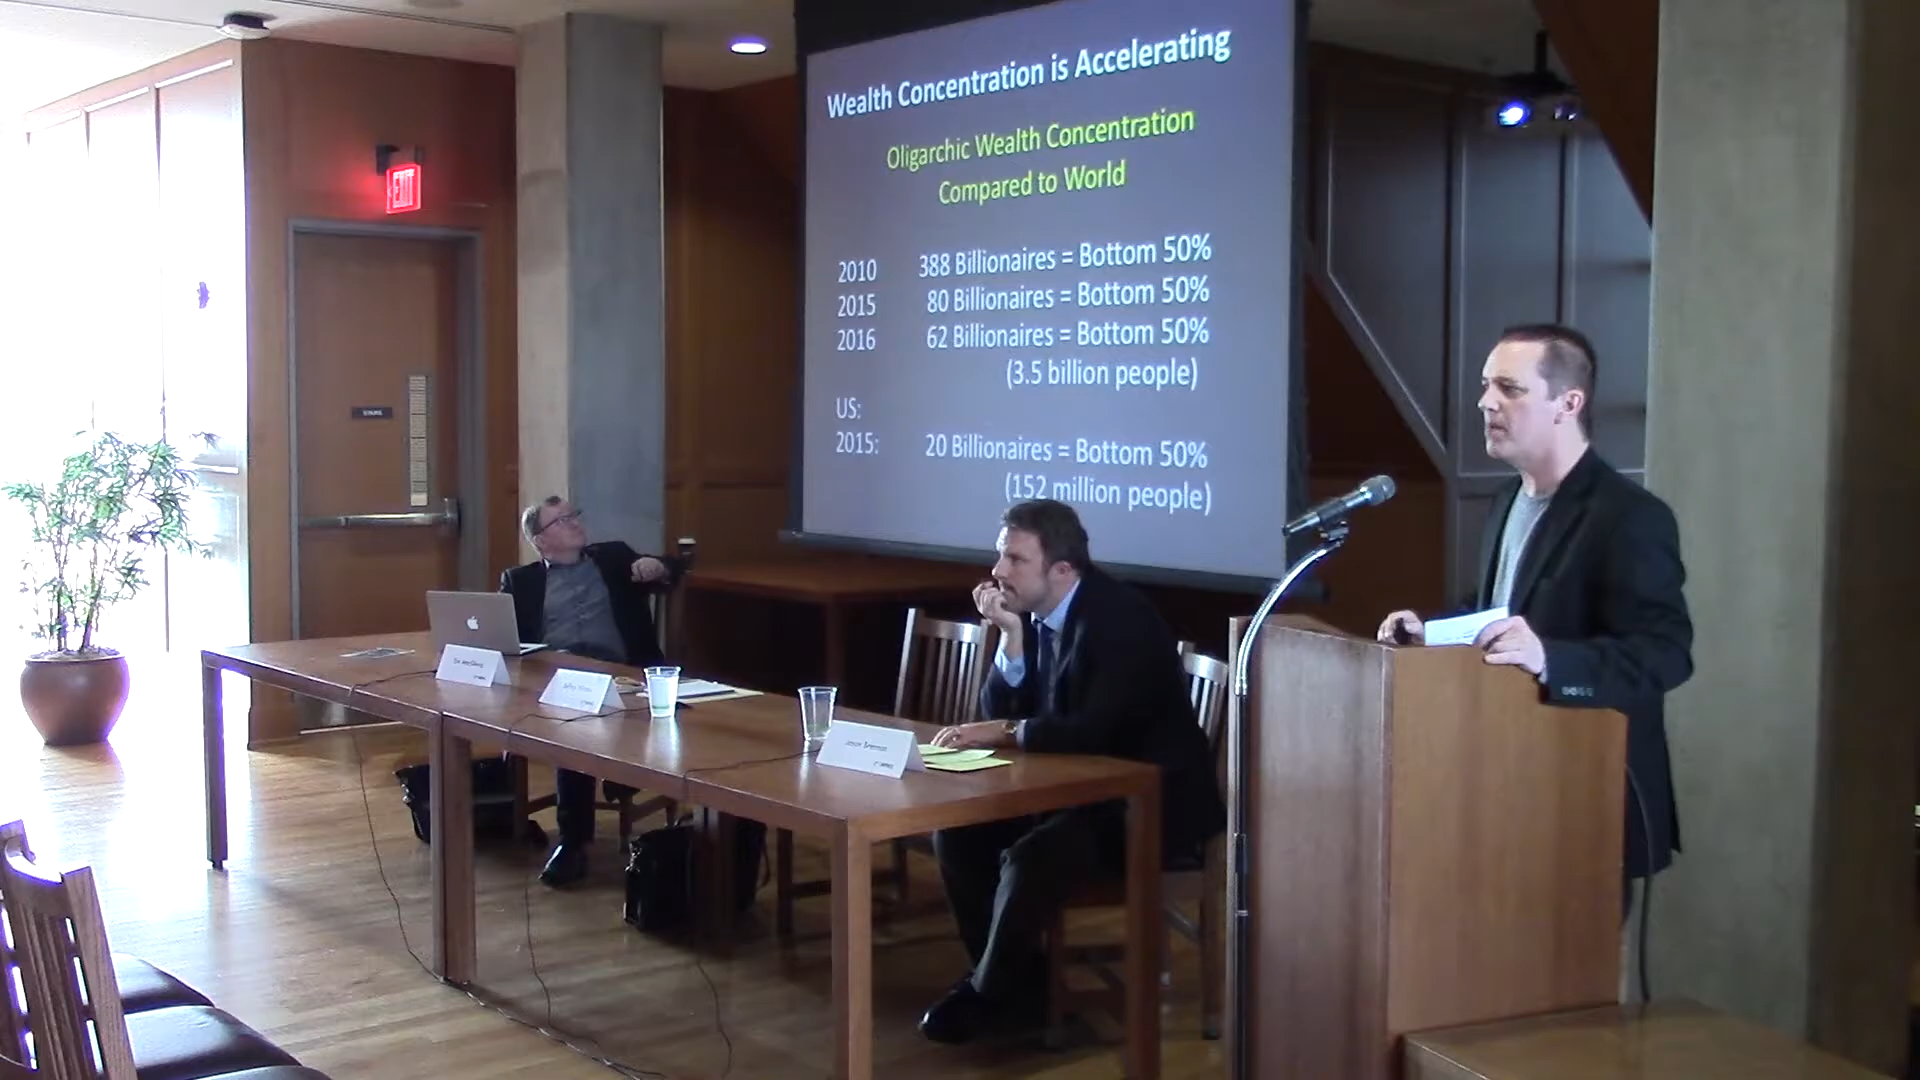 Wealth Concentration is Accelerating
Oligarchic Wealth Concentration
Compared to World
2010 388 Billionaires = Bottom 50%
2015 80 Billionaires = Bottom 50%
2016 62 Billionaires = Bottom 50%
(3.5 billion people)
US:
2015: 20 Billionaires = Bottom 50%
(152 million people)
EXIT
Jason Brennan